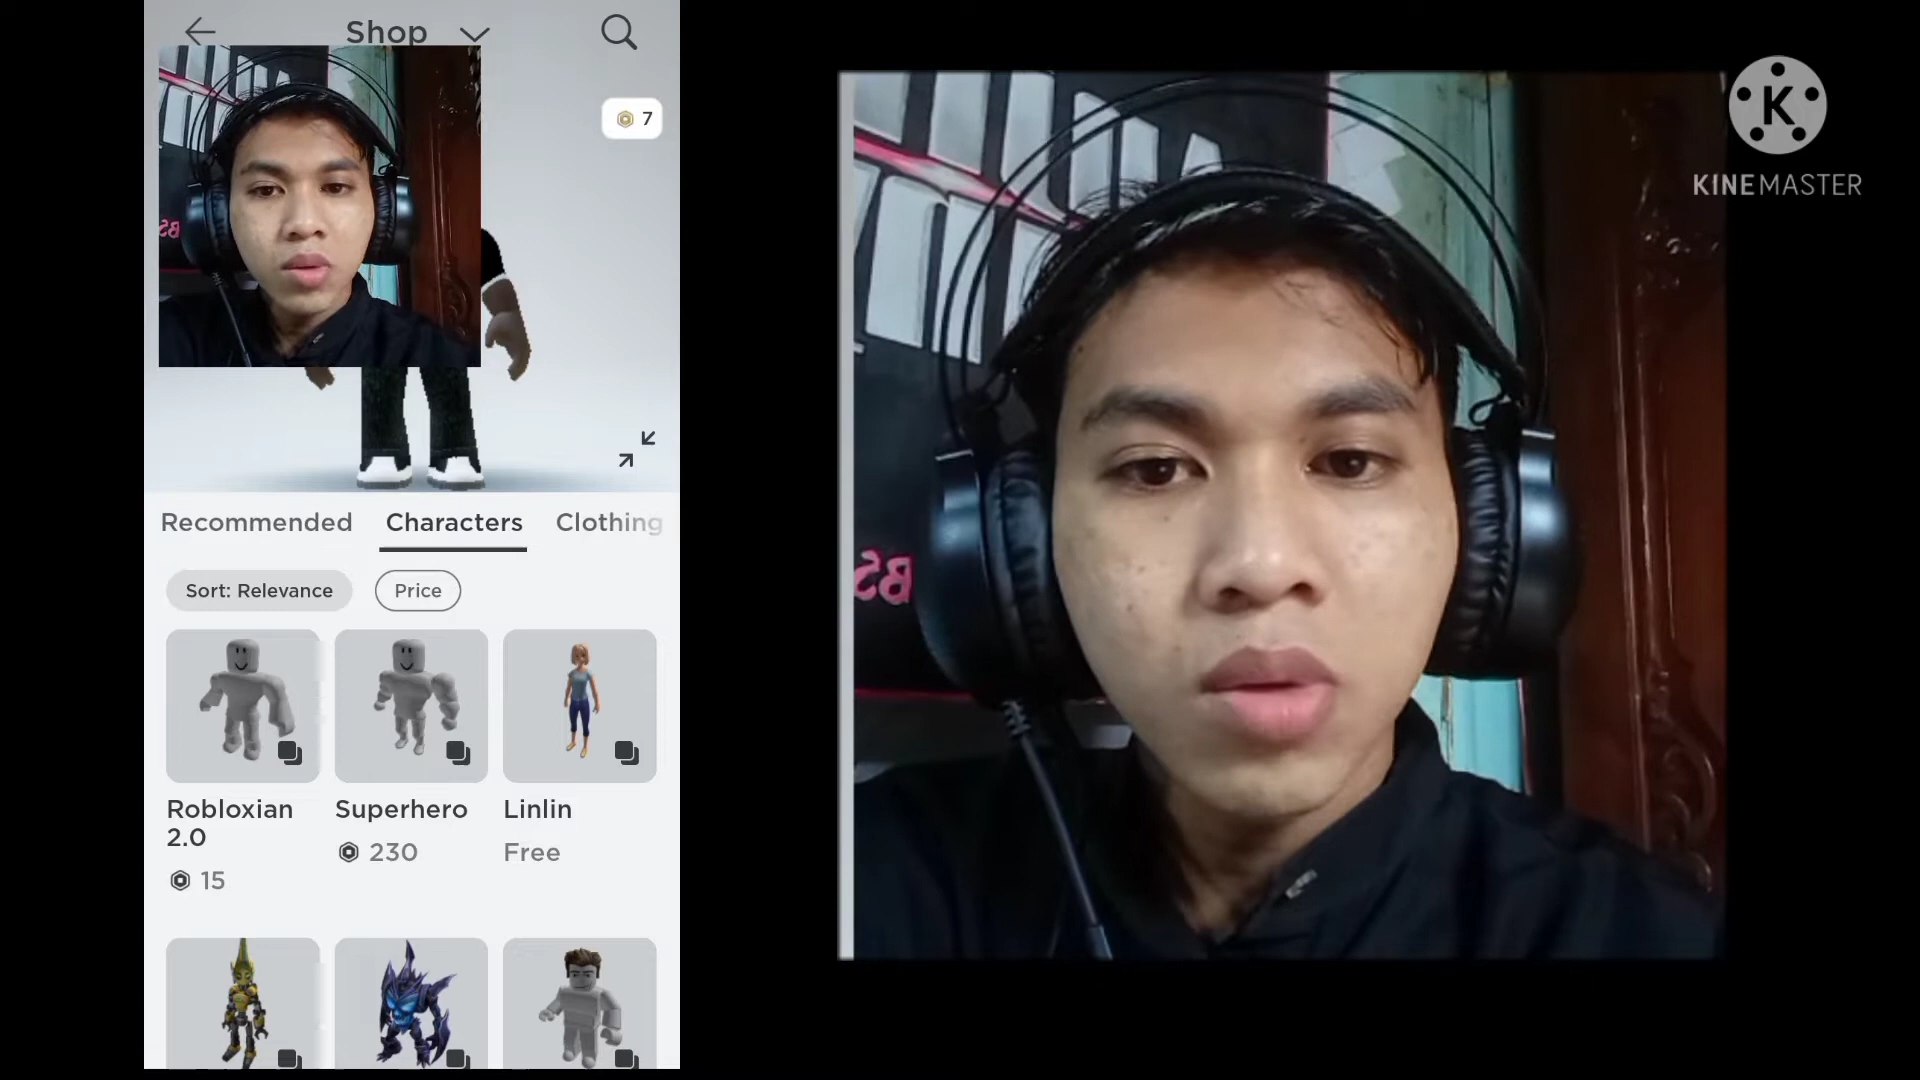 Shop
7
Recommended
Characters
Clothing
Sort: Relevance
Price
Robloxian
2.0
15
Superhero
230
Linlin
Free
K
KINEMASTER